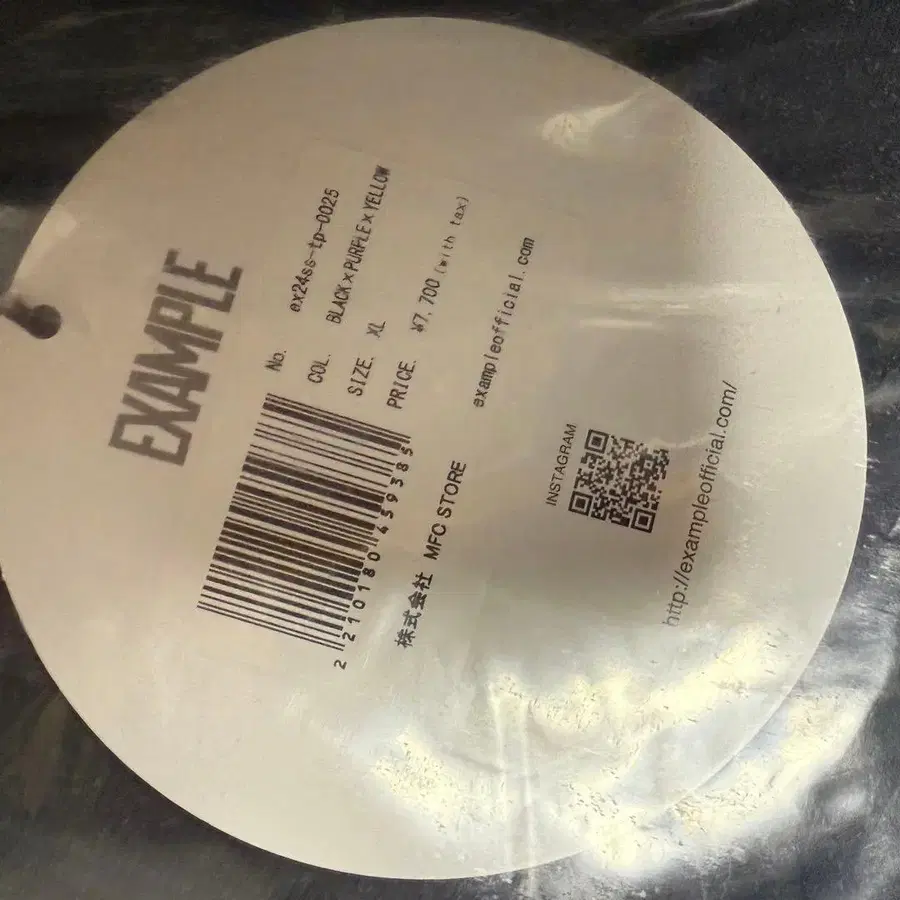 EXAMPLE
No. ex24ss-tp-0025
COL. BLACK×PURPLE×YELLOW
SIZE. XL
PRICE. ¥7,700 (with tax)
2 210180 459385
株式会社 MFC STORE
exampleofficial.com
INSTAGRAM
http://exampleofficial.com/